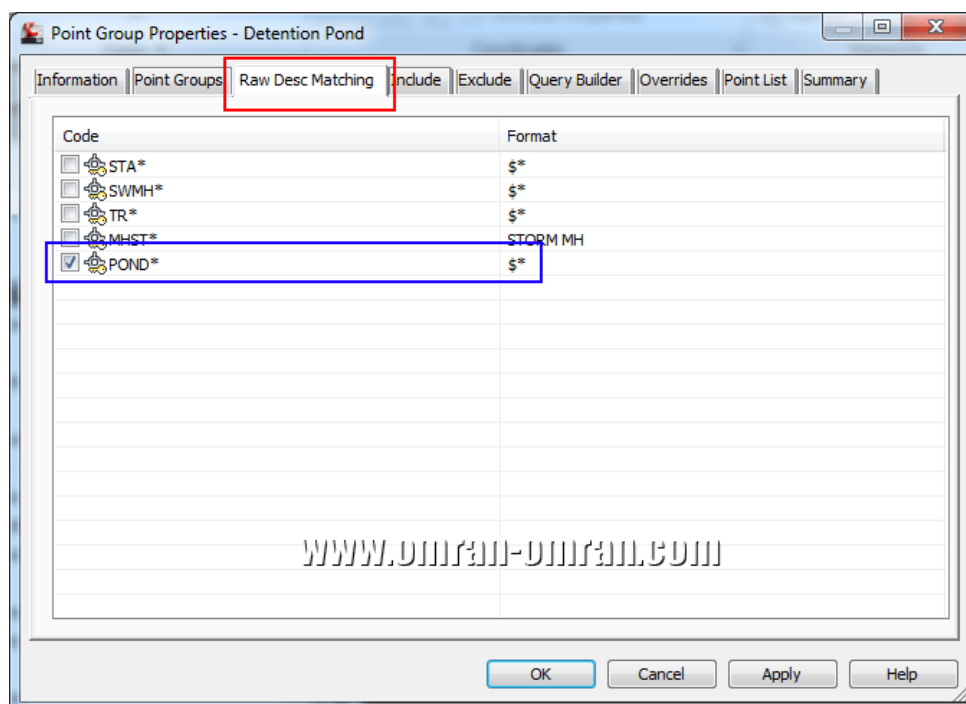 Point Group Properties - Detention Pond
Information Point Groups Raw Desc Matching Include Exclude Query Builder Overrides Point List Summary
Code Format
STA* $*
SWMH* $*
TR* $*
MHST* STORM MH
POND* $*
www.omran-omran.com
OK Cancel Apply Help